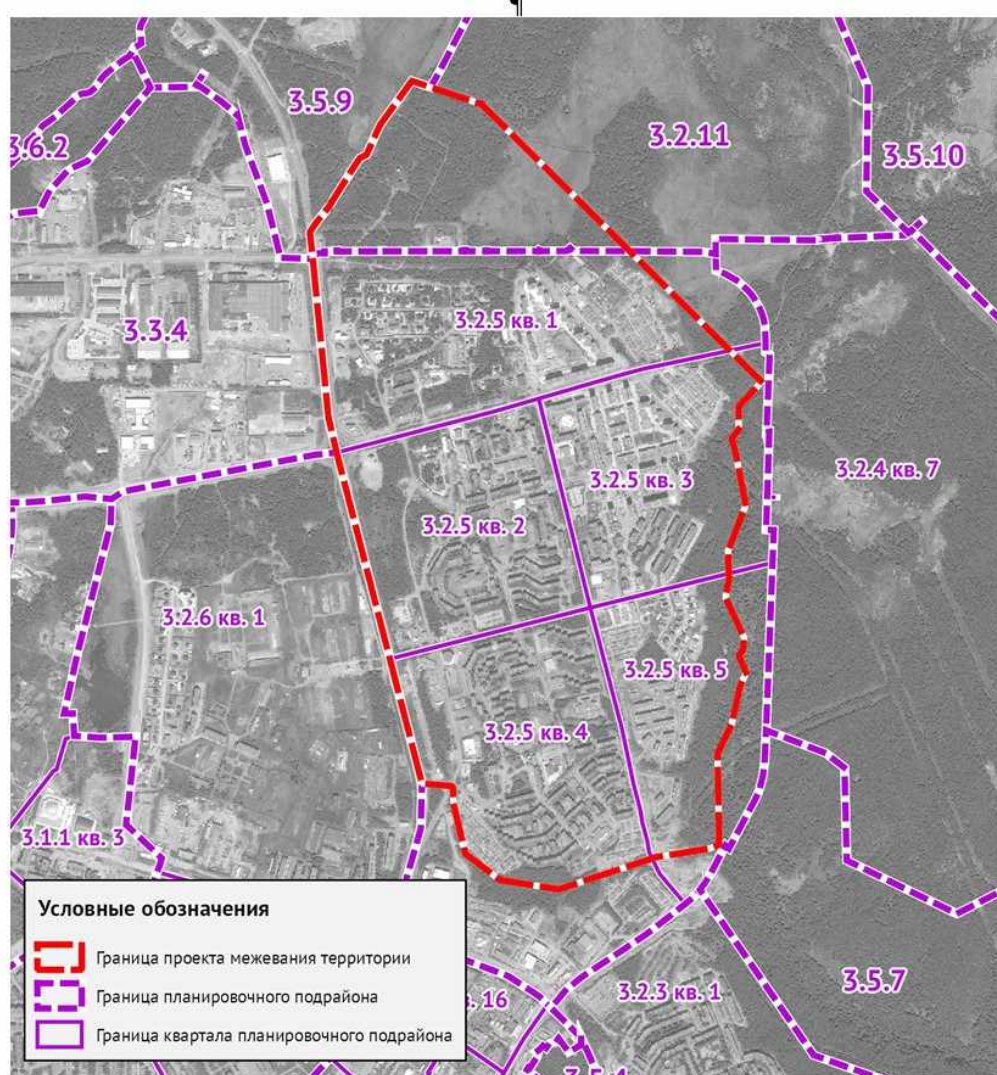 ¶
3.5.9
3.2.11
3.6.2
3.5.10
3.3.4
3.2.5 кв. 1
3.2.5 кв. 3
3.2.4 кв. 7
3.2.5 кв. 2
3.2.6 кв. 1
3.2.5 кв. 5
3.2.5 кв. 4
3.1.1 кв. 3
Условные обозначения
Граница проекта межевания территории
Граница планировочного подрайона
Граница квартала планировочного подрайона
3.5.7
3.2.3 кв. 1
16